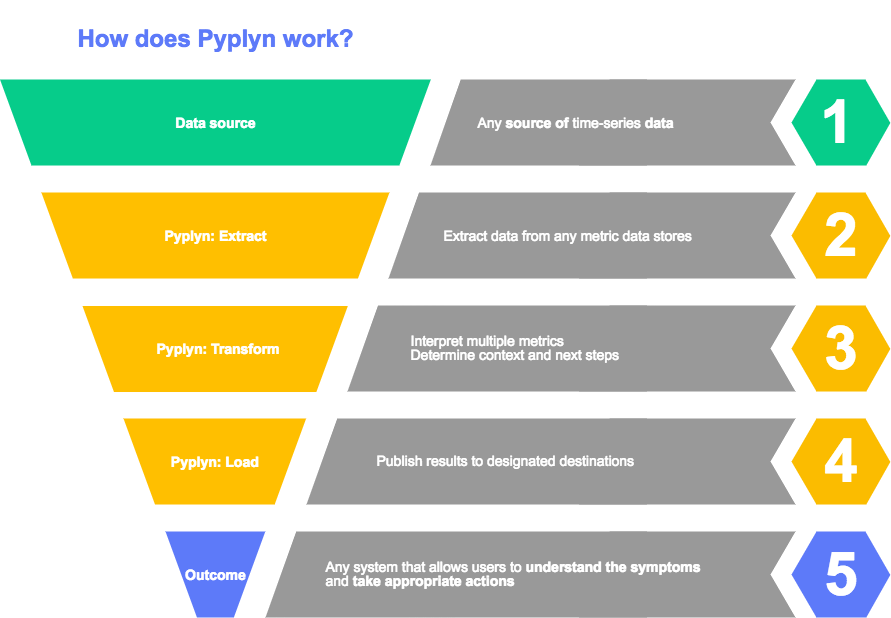 How does Pyplyn work?
Data source
Any source of time-series data
1
Pyplyn: Extract
Extract data from any metric data stores
2
Pyplyn: Transform
Interpret multiple metrics
Determine context and next steps
3
Pyplyn: Load
Publish results to designated destinations
4
Outcome
Any system that allows users to understand the symptoms
and take appropriate actions
5